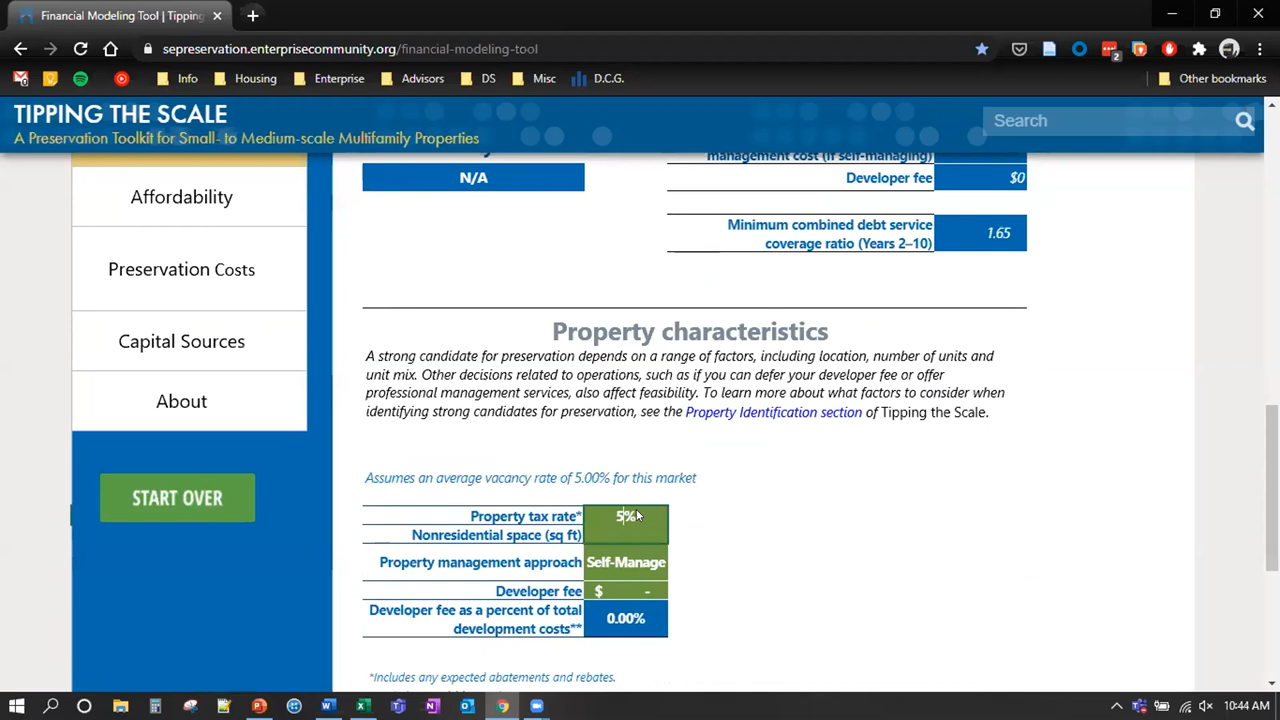 Financial Modeling Tool | Tipping
sepreservation.enterprisecommunity.org/financial-modeling-tool
2
Info
Housing
Enterprise
Advisors
DS
Misc
D.C.G.
Other bookmarks
TIPPING THE SCALE
A Preservation Toolkit for Small- to Medium-scale Multifamily Properties
Search
Affordability
Preservation Costs
Capital Sources
About
START OVER
N/A
management cost (if self-managing)
Developer fee $0
Minimum combined debt service
coverage ratio (Years 2–10) 1.65
Property characteristics
A strong candidate for preservation depends on a range of factors, including location, number of units and
unit mix. Other decisions related to operations, such as if you can defer your developer fee or offer
professional management services, also affect feasibility. To learn more about what factors to consider when
identifying strong candidates for preservation, see the Property Identification section of Tipping the Scale.
Assumes an average vacancy rate of 5.00% for this market
Property tax rate* 5%
Nonresidential space (sq ft)
Property management approach Self-Manage
Developer fee $ -
Developer fee as a percent of total
development costs** 0.00%
*Includes any expected abatements and rebates.
10:44 AM